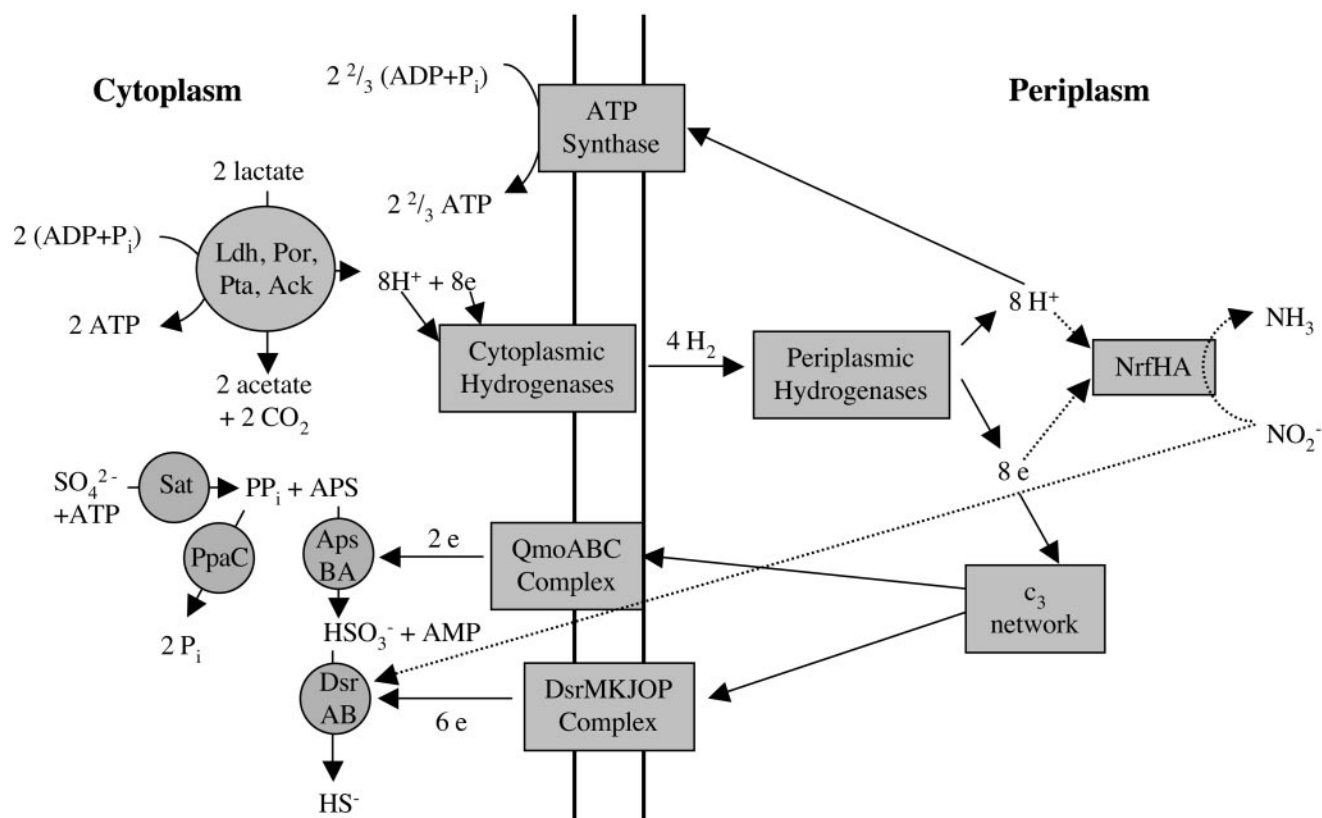 Cytoplasm
Periplasm
2 ²/₃ (ADP+Pᵢ)
ATP
Synthase
2 ²/₃ ATP
2 lactate
2 (ADP+Pᵢ)
Ldh, Por,
Pta, Ack
2 ATP
2 acetate
+ 2 CO₂
8H⁺ + 8e
Cytoplasmic
Hydrogenases
4 H₂
Periplasmic
Hydrogenases
8 H⁺
NrfHA
NH₃
NO₂⁻
8 e
SO₄²⁻
+ATP
Sat
PPᵢ + APS
PpaC
2 Pᵢ
Aps
BA
2 e
QmoABC
Complex
c₃
network
HSO₃⁻ + AMP
Dsr
AB
6 e
DsrMKJOP
Complex
HS⁻